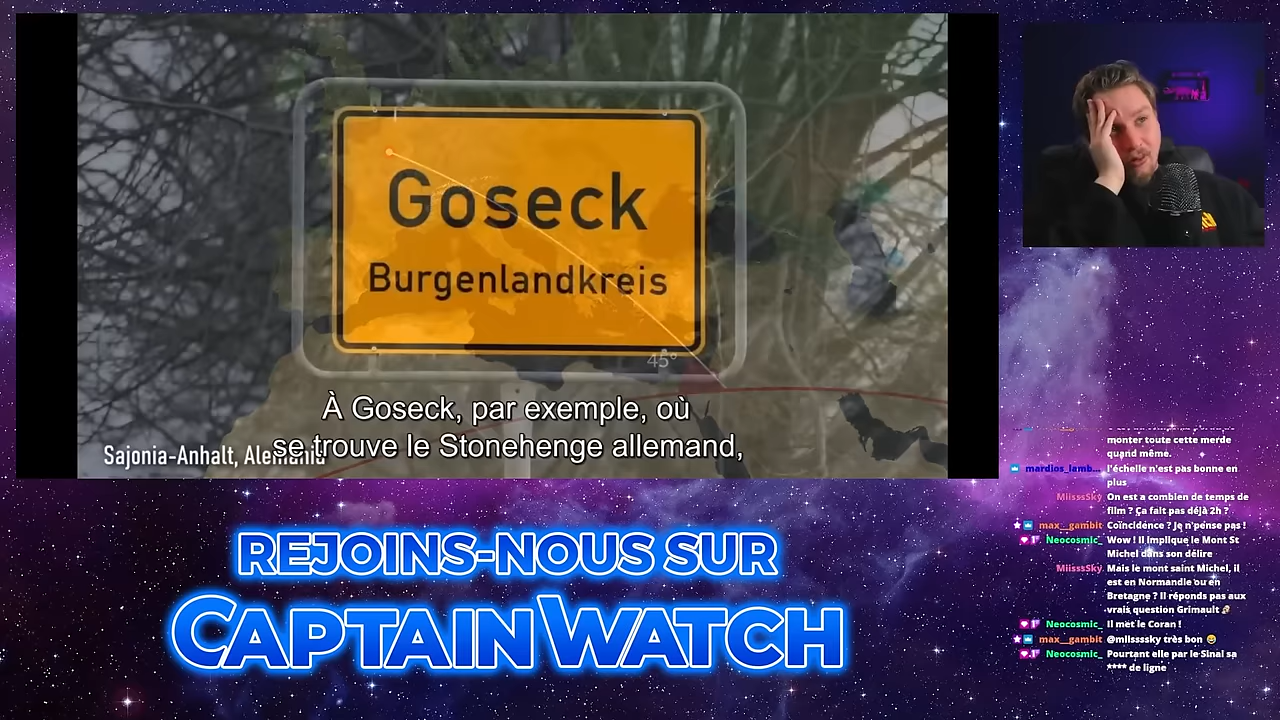 Goseck
Burgenlandkreis
45°
À Goseck, par exemple, où
se trouve le Stonehenge allemand,
Sajonia-Anhalt, Alemania
REJOINS-NOUS SUR
CAPTAINWATCH
monter toute cette merde
quand même.
mardios_lamb... l'échelle n'est pas bonne en
plus
MiisssSky On est a combien de temps de
film ? Ça fait pas déjà 2h ?
max__gambit Coïncidence ? Je n'pense pas !
Neocosmic_ Wow ! Il implique le Mont St
Michel dans son délire
MiisssSky Mais le mont saint Michel, il
est en Normandie ou en
Bretagne ? Il réponds pas aux
vrais question Grimault
Neocosmic_ Il met le Coran !
max__gambit @miissssky très bon
Neocosmic_ Pourtant elle par le Sinaï sa
**** de ligne